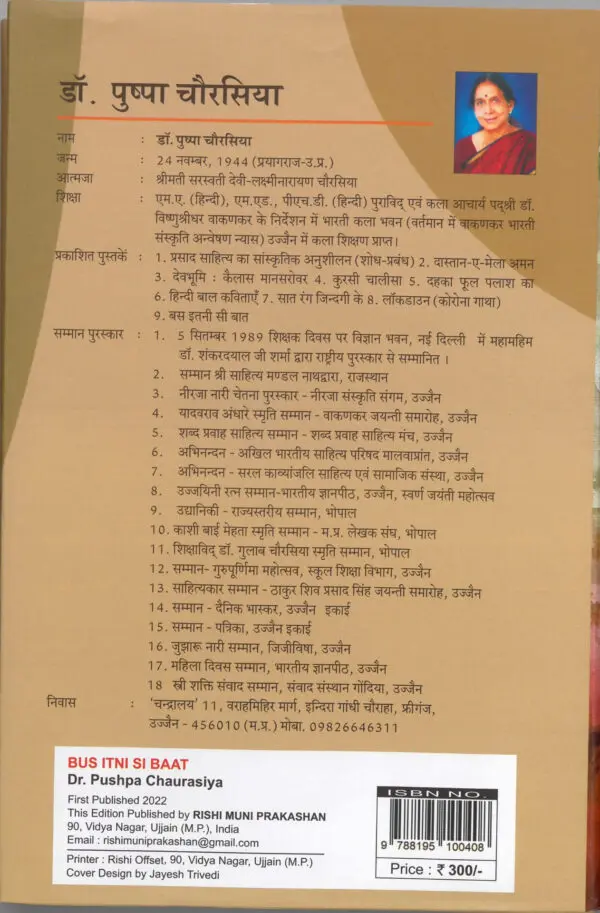 डॉ. पुष्पा चौरसिया
नाम : डॉ. पुष्पा चौरसिया
जन्म : 24 नवम्बर, 1944 (प्रयागराज-उ.प्र.)
आत्मजा : श्रीमती सरस्वती देवी-लक्ष्मीनारायण चौरसिया
शिक्षा : एम.ए. (हिन्दी), एम.एड., पीएच.डी. (हिन्दी) पुराविद् एवं कला आचार्य पद्श्री डॉ.
विष्णुश्रीधर वाकणकर के निर्देशन में भारती कला भवन (वर्तमान में वाकणकर भारती
संस्कृति अन्वेषण न्यास) उज्जैन में कला शिक्षण प्राप्त।
प्रकाशित पुस्तकें : 1. प्रसाद साहित्य का सांस्कृतिक अनुशीलन (शोध-प्रबंध) 2. दास्तान-ए-मेला अमन
3. देवभूमि : कैलास मानसरोवर 4. कुरसी चालीसा 5. दहका फूल पलाश का
6. हिन्दी बाल कविताएँ 7. सात रंग जिन्दगी के 8. लॉकडाउन (कोरोना गाथा)
9. बस इतनी सी बात
सम्मान पुरस्कार : 1. 5 सितम्बर 1989 शिक्षक दिवस पर विज्ञान भवन, नई दिल्ली में महामहिम
डॉ. शंकरदयाल जी शर्मा द्वारा राष्ट्रीय पुरस्कार से सम्मानित ।
2. सम्मान श्री साहित्य मण्डल नाथद्वारा, राजस्थान
3. नीरजा नारी चेतना पुरस्कार - नीरजा संस्कृति संगम, उज्जैन
4. यादवराव अंधारे स्मृति सम्मान - वाकणकर जयन्ती समारोह, उज्जैन
5. शब्द प्रवाह साहित्य सम्मान - शब्द प्रवाह साहित्य मंच, उज्जैन
6. अभिनन्दन - अखिल भारतीय साहित्य परिषद मालवाप्रांत, उज्जैन
7. अभिनन्दन - सरल काव्यांजलि साहित्य एवं सामाजिक संस्था, उज्जैन
8. उज्जयिनी रत्न सम्मान-भारतीय ज्ञानपीठ, उज्जैन, स्वर्ण जयंती महोत्सव
9. उद्यानिकी - राज्यस्तरीय सम्मान, भोपाल
10. काशी बाई मेहता स्मृति सम्मान - म.प्र. लेखक संघ, भोपाल
11. शिक्षाविद् डॉ. गुलाब चौरसिया स्मृति सम्मान, भोपाल
12. सम्मान- गुरुपूर्णिमा महोत्सव, स्कूल शिक्षा विभाग, उज्जैन
13. साहित्यकार सम्मान - ठाकुर शिव प्रसाद सिंह जयन्ती समारोह, उज्जैन
14. सम्मान - दैनिक भास्कर, उज्जैन इकाई
15. सम्मान - पत्रिका, उज्जैन इकाई
16. जुझारू नारी सम्मान, जिजीविषा, उज्जैन
17. महिला दिवस सम्मान, भारतीय ज्ञानपीठ, उज्जैन
18 स्त्री शक्ति संवाद सम्मान, संवाद संस्थान गोंदिया, उज्जैन
निवास : 'चन्द्रालय' 11, वराहमिहिर मार्ग, इन्दिरा गांधी चौराहा, फ्रीगंज,
उज्जैन - 456010 (म.प्र.) मोबा. 09826646311
BUS ITNI SI BAAT
Dr. Pushpa Chaurasiya
First Published 2022
This Edition Published by RISHI MUNI PRAKASHAN
90, Vidya Nagar, Ujjain (M.P.), India
Email : rishimuniprakashan@gmail.com
Printer : Rishi Offset, 90, Vidya Nagar, Ujjain (M.P.)
Cover Design by Jayesh Trivedi
ISBN NO.
9 788195 100408
Price : ₹ 300/-